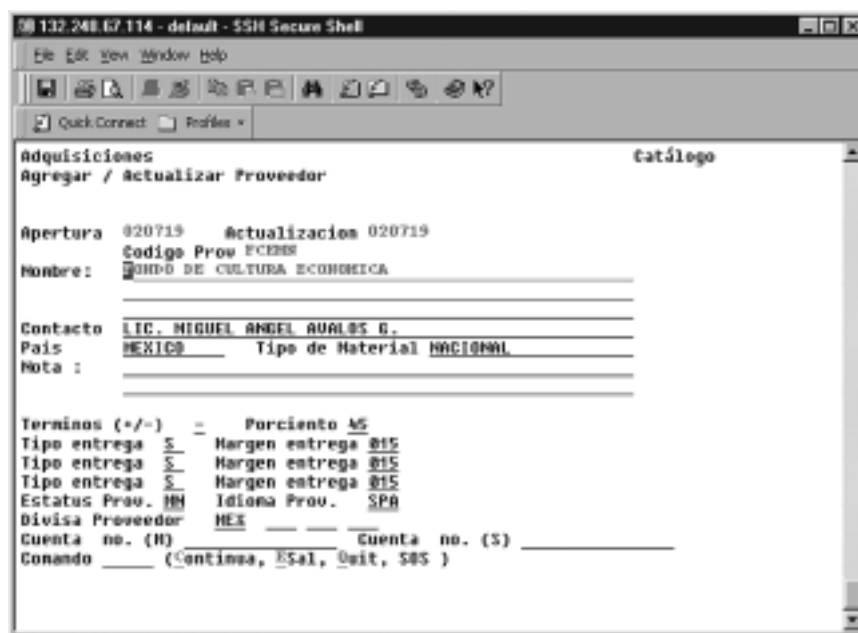 132.248.67.114 - default - SSH Secure Shell
File Edit View Window Help
Quick Connect Profiles
Adquisiciones Catálogo
Agregar / Actualizar Proveedor
Apertura 020719 Actualizacion 020719
Codigo Prov FCEMN
Nombre: FONDO DE CULTURA ECONOMICA
Contacto LIC. MIGUEL ANGEL AVALOS G.
Pais MEXICO Tipo de Material NACIONAL
Nota :
Terminos (+/-) - Porciento 45
Tipo entrega S Margen entrega 015
Tipo entrega S Margen entrega 015
Tipo entrega S Margen entrega 015
Estatus Prov. MN Idioma Prov. SPA
Divisa Proveedor MEX
Cuenta no. (M) Cuenta no. (S)
Comando (Continua, ESal, Quit, SOS )